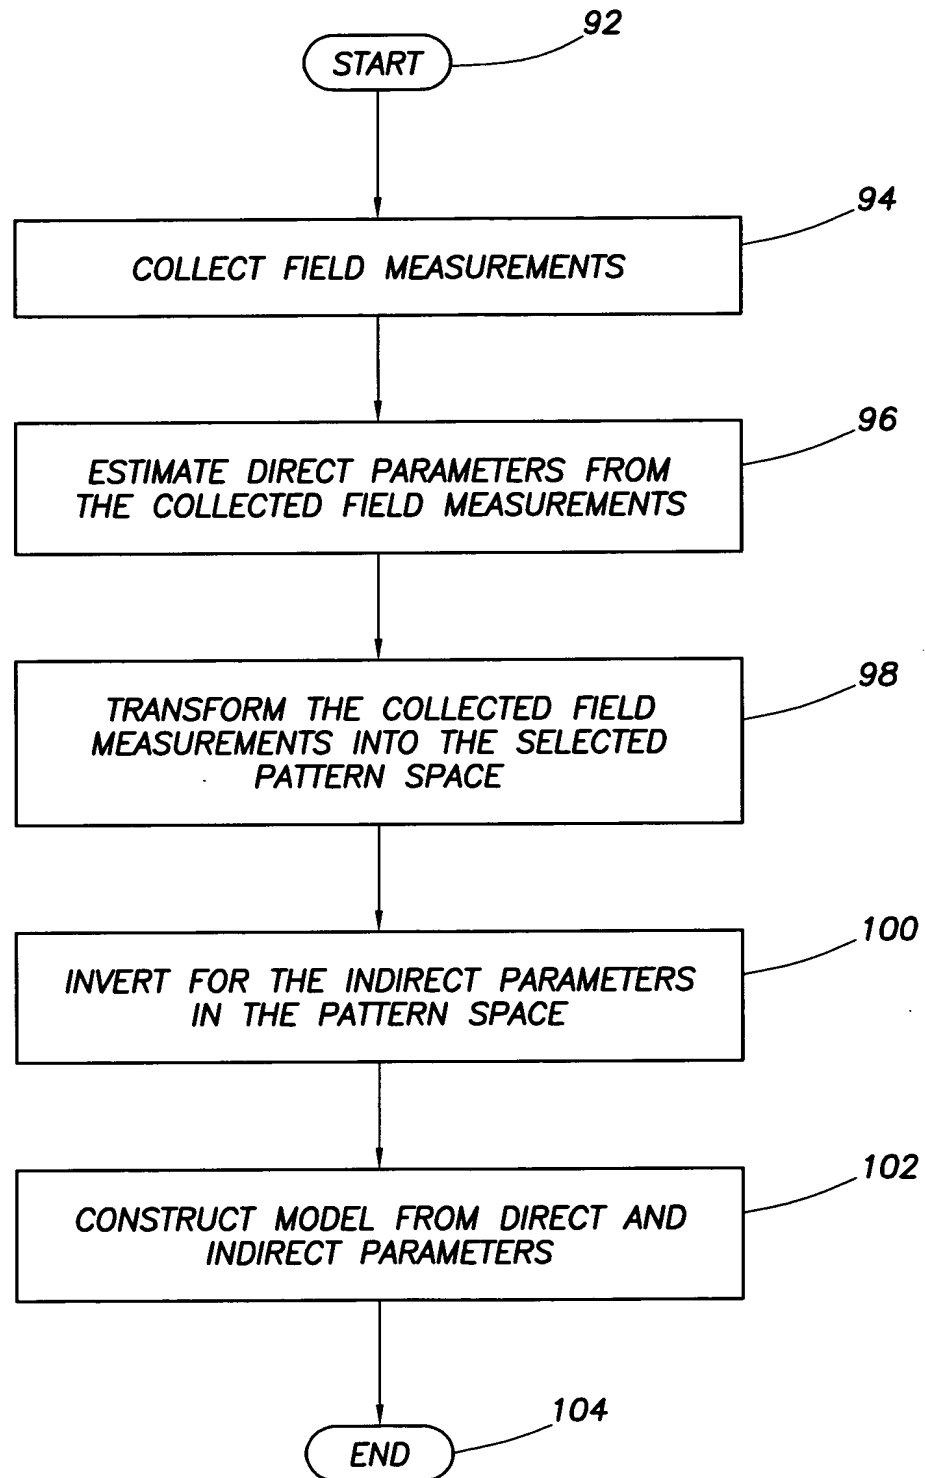 START
92
COLLECT FIELD MEASUREMENTS
94
ESTIMATE DIRECT PARAMETERS FROM
THE COLLECTED FIELD MEASUREMENTS
96
TRANSFORM THE COLLECTED FIELD
MEASUREMENTS INTO THE SELECTED
PATTERN SPACE
98
INVERT FOR THE INDIRECT PARAMETERS
IN THE PATTERN SPACE
100
CONSTRUCT MODEL FROM DIRECT AND
INDIRECT PARAMETERS
102
END
104